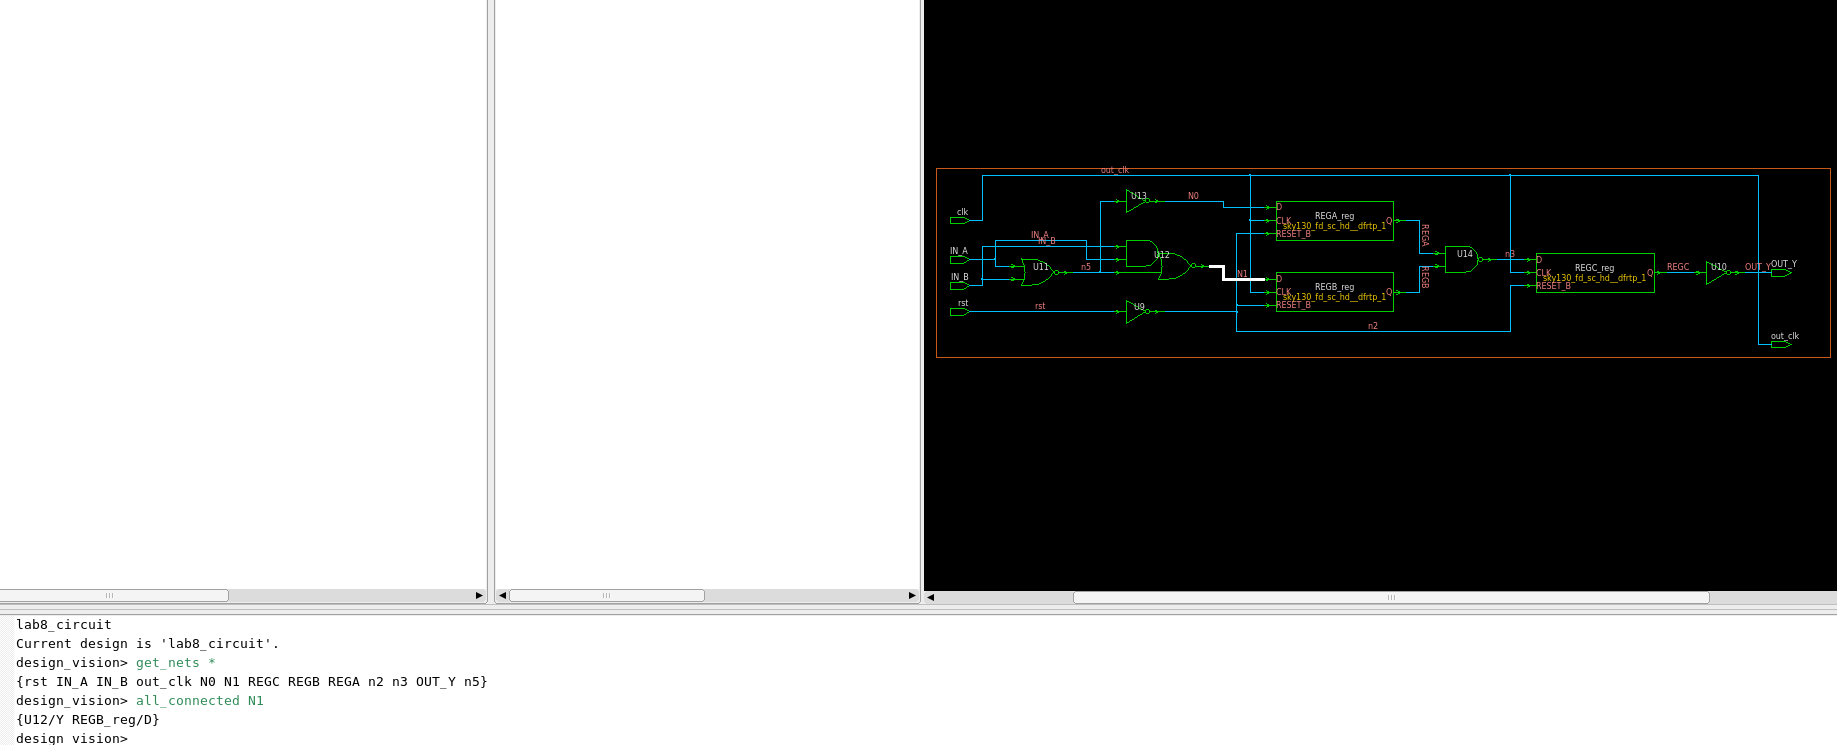 out_clk
U13
N0
clk
REGA_reg
sky130_fd_sc_hd__dfrtp_1
D
CLK
RESET_B
Q
REGA
IN_A
IN_B
IN_A
U11
n5
U12
N1
U14
n3
REGC_reg
sky130_fd_sc_hd__dfrtp_1
D
CLK
RESET_B
Q
REGC
U10
OUT_Y
OUT_Y
IN_B
REGB_reg
sky130_fd_sc_hd__dfrtp_1
D
CLK
RESET_B
Q
REGB
rst
rst
U9
n2
out_clk
lab8_circuit
Current design is 'lab8_circuit'.
design_vision> get_nets *
{rst IN_A IN_B out_clk N0 N1 REGC REGB REGA n2 n3 OUT_Y n5}
design_vision> all_connected N1
{U12/Y REGB_reg/D}
design_vision>